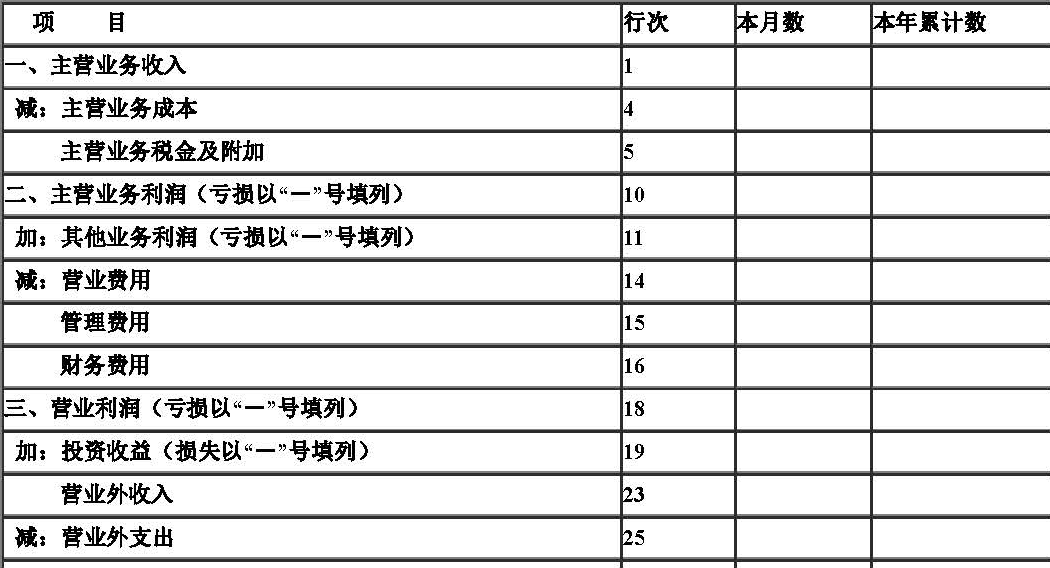 项 目 行次 本月数 本年累计数
一、主营业务收入 1
减：主营业务成本 4
主营业务税金及附加 5
二、主营业务利润（亏损以“一”号填列） 10
加：其他业务利润（亏损以“一”号填列） 11
减：营业费用 14
管理费用 15
财务费用 16
三、营业利润（亏损以“一”号填列） 18
加：投资收益（损失以“一”号填列） 19
营业外收入 23
减：营业外支出 25